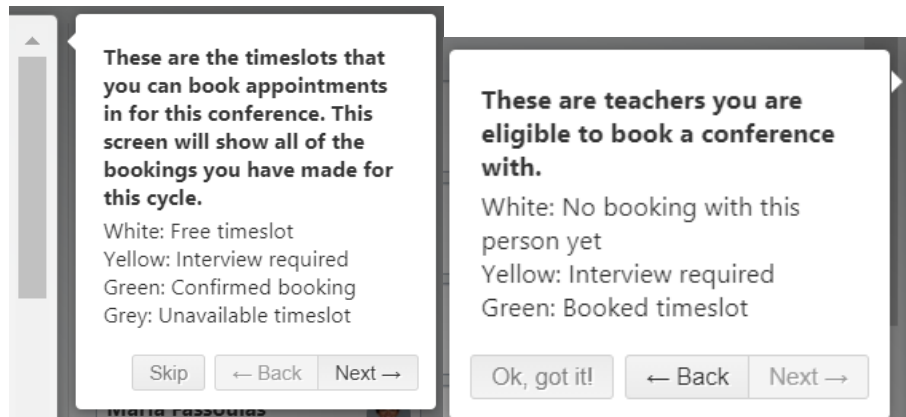 These are the timeslots that
you can book appointments
in for this conference. This
screen will show all of the
bookings you have made for
this cycle.
White: Free timeslot
Yellow: Interview required
Green: Confirmed booking
Grey: Unavailable timeslot
Skip
← Back
Next →
Maria Fassoulas
These are teachers you are
eligible to book a conference
with.
White: No booking with this
person yet
Yellow: Interview required
Green: Booked timeslot
Ok, got it!
← Back
Next →